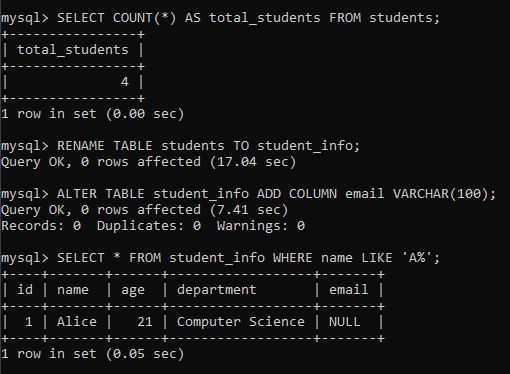 mysql> SELECT COUNT(*) AS total_students FROM students;
+----------------+
| total_students |
+----------------+
|              4 |
+----------------+
1 row in set (0.00 sec)

mysql> RENAME TABLE students TO student_info;
Query OK, 0 rows affected (17.04 sec)

mysql> ALTER TABLE student_info ADD COLUMN email VARCHAR(100);
Query OK, 0 rows affected (7.41 sec)
Records: 0  Duplicates: 0  Warnings: 0

mysql> SELECT * FROM student_info WHERE name LIKE 'A%';
+----+-------+------+------------------+-------+
| id | name  | age  | department       | email |
+----+-------+------+------------------+-------+
|  1 | Alice |   21 | Computer Science | NULL  |
+----+-------+------+------------------+-------+
1 row in set (0.05 sec)